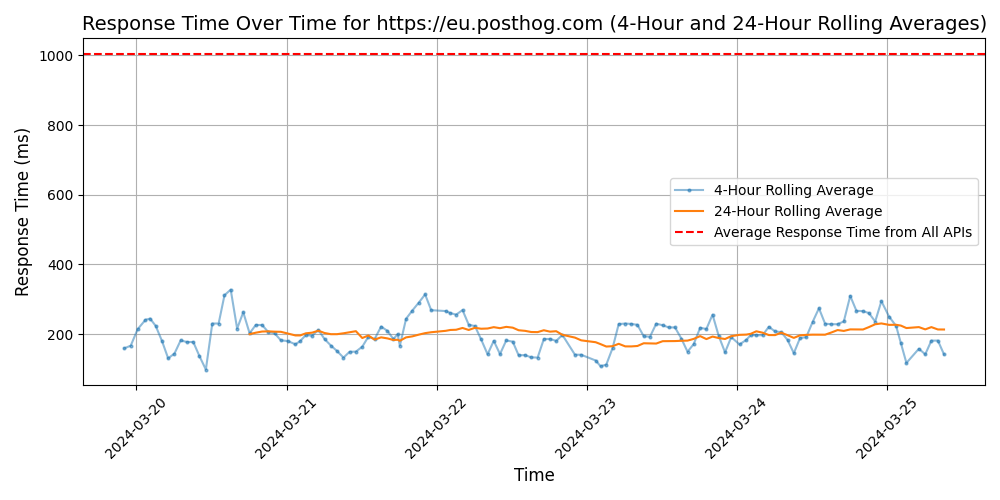 Response Time Over Time for https://eu.posthog.com (4-Hour and 24-Hour Rolling Averages)
Response Time (ms)
1000
800
600
400
200
4-Hour Rolling Average
24-Hour Rolling Average
Average Response Time from All APIs
2024-03-20
2024-03-21
2024-03-22
2024-03-23
2024-03-24
2024-03-25
Time